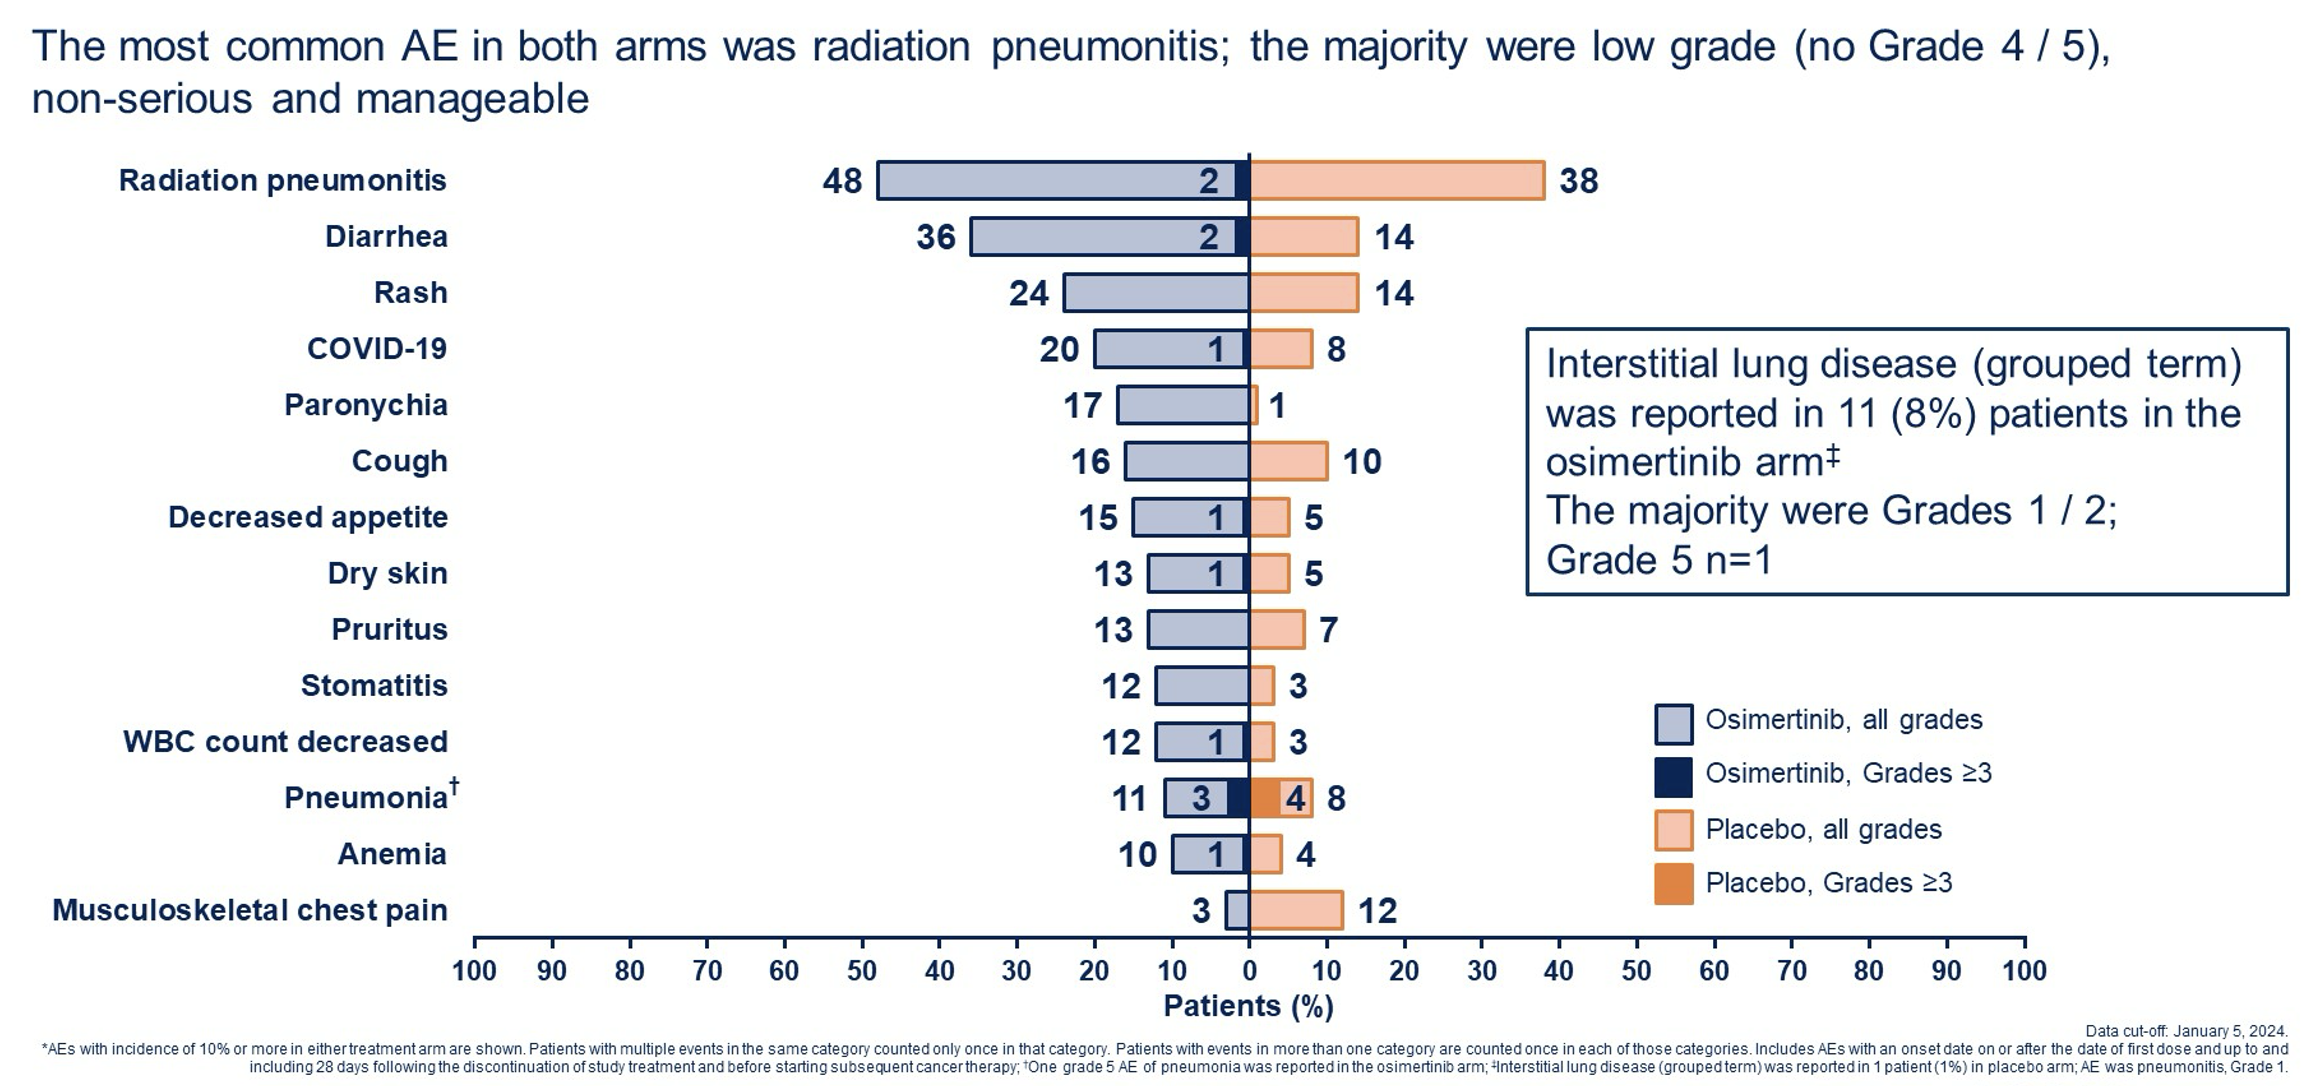 The most common AE in both arms was radiation pneumonitis; the majority were low grade (no Grade 4 / 5),
non-serious and manageable
Radiation pneumonitis 48 2 38
Diarrhea 36 2 14
Rash 24 14
COVID-19 20 1 8
Paronychia 17 1
Cough 16 10
Decreased appetite 15 1 5
Dry skin 13 1 5
Pruritus 13 7
Stomatitis 12 3
WBC count decreased 12 1 3
Pneumonia† 11 3 4 8
Anemia 10 1 4
Musculoskeletal chest pain 3 12
100 90 80 70 60 50 40 30 20 10 0 10 20 30 40 50 60 70 80 90 100
Patients (%)
Interstitial lung disease (grouped term)
was reported in 11 (8%) patients in the
osimertinib arm‡
The majority were Grades 1 / 2;
Grade 5 n=1
Osimertinib, all grades
Osimertinib, Grades ≥3
Placebo, all grades
Placebo, Grades ≥3
Data cut-off: January 5, 2024.
*AEs with incidence of 10% or more in either treatment arm are shown. Patients with multiple events in the same category counted only once in that category. Patients with events in more than one category are counted once in each of those categories. Includes AEs with an onset date on or after the date of first dose and up to and
including 28 days following the discontinuation of study treatment and before starting subsequent cancer therapy; †One grade 5 AE of pneumonia was reported in the osimertinib arm; ‡Interstitial lung disease (grouped term) was reported in 1 patient (1%) in placebo arm; AE was pneumonitis, Grade 1.